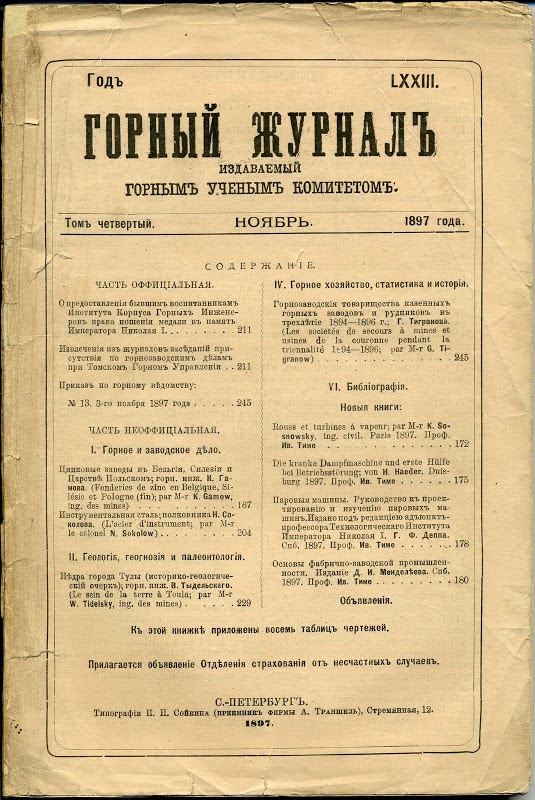 Годъ LXXIII.
ГОРНЫЙ ЖУРНАЛЪ
ИЗДАВАЕМЫЙ
ГОРНЫМЪ УЧЕНЫМЪ КОМИТЕТОМЪ.
Томъ четвертый. НОЯБРЬ. 1897 года.
СОДЕРЖАНІЕ.
ЧАСТЬ ОФФИЦІАЛЬНАЯ.
О предоставленіи бывшимъ воспитанникамъ
Института Корпуса Горныхъ Инжене-
ровъ права ношенія медали въ память
Императора Николая I. . . . . . . . 211
Извлеченія изъ журналовъ засѣданій при-
сутствія по горнозаводскимъ дѣламъ
при Томскомъ Горномъ Управленіи . . 211
Приказъ по горному вѣдомству:
№ 13. 3-го ноября 1897 года . . . . . 245
ЧАСТЬ НЕОФФИЦІАЛЬНАЯ.
I. Горное и заводское дѣло.
Цинковые заводы въ Бельгіи, Силезіи и
Царствѣ Польскомъ; горн. инж. К. Га-
мова. (Fonderies de zinc en Belgique, Si-
lésie et Pologne (fin); par M-r K. Gamow,
ing. des mines) . . . . . . . . . . 167
Инструментальная сталь; полковника Н. Со-
колова. (L'acier d'instrument; par M-r
le colonel N. Sokolow) . . . . . . . 204
II. Геологія, геогнозія и палеонтологія.
Нѣдра города Тулы (историко-геологиче-
скій очеркъ); горн. инж. В. Тыдельскаго.
(Le sein de la terre à Toula; par M-r
W. Tidelsky, ing. des mines) . . . . . 229
IV. Горное хозяйство, статистика и исторія.
Горнозаводскія товарищества казенныхъ
горныхъ заводовъ и рудниковъ въ
трехлѣтіе 1894—1896 г.; Г. Тигранова.
(Les sociétés de secours à mines et
usines de la couronne pendant la
triennalité 1894—1896; par M-r G. Ti-
granow) . . . . . . . . . . . . . 245
VI. Библіографія.
Новыя книги:
Roues et turbines à vapeur; par M-r K. So-
snowsky, ing. civil. Paris 1897. Проф.
Ив. Тиме . . . . . . . . . . . . . 172
Die kranke Dampfmaschine und erste Hülfe
bei Betriebsstörung; von H. Haeder. Duis-
burg 1897. Проф. Ив. Тиме . . . . . . 175
Паровыя машины. Руководство къ проек-
тированію и изученію паровыхъ ма-
шинъ. Издано подъ редакціею адъюнктъ-
профессора Технологическаго Института
Императора Николая I. Г. Ф. Деппа.
Спб. 1897. Проф. Ив. Тиме . . . . . . 178
Основы фабрично-заводской промышлен-
ности. Изданіе Д. И. Менделѣева. Спб.
1897. Проф. Ив. Тиме . . . . . . . . 180
Объявленія.
Къ этой книжкѣ приложены восемь таблицъ чертежей.
Прилагается объявленіе Отдѣленія страхованія отъ несчастныхъ случаевъ.
С.-ПЕТЕРБУРГЪ.
Типографія П. П. Сойкина (преемникъ фирмы А. Траншель), Стремянная, 12.
1897.